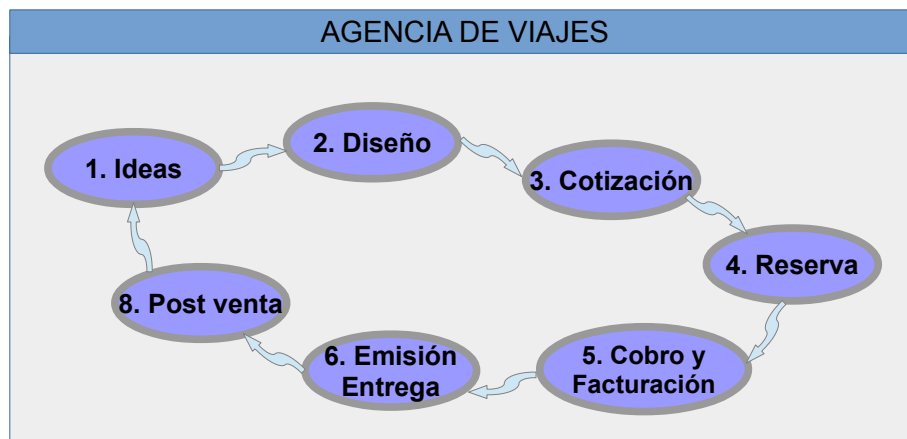 AGENCIA DE VIAJES
1. Ideas
2. Diseño
3. Cotización
4. Reserva
5. Cobro y
Facturación
6. Emisión
Entrega
8. Post venta